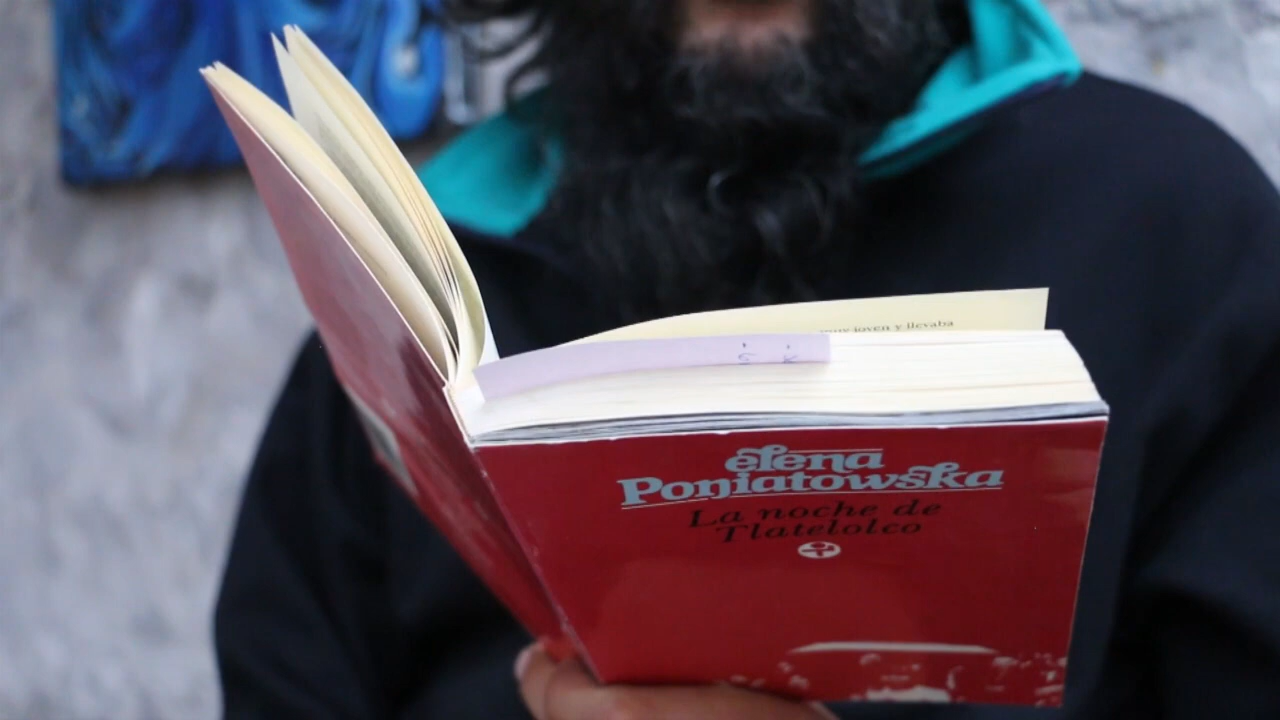 muy joven y llevaba
elena
Poniatowska
La noche de
Tlatelolco